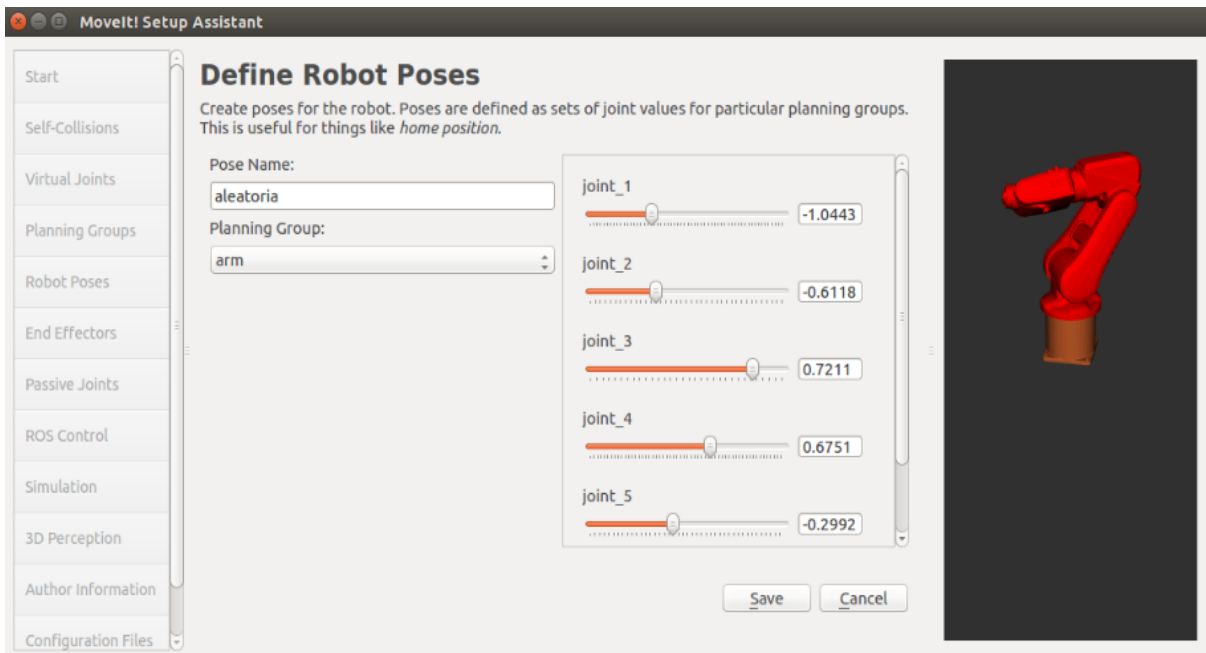 MoveIt! Setup Assistant
Start
Self-Collisions
Virtual Joints
Planning Groups
Robot Poses
End Effectors
Passive Joints
ROS Control
Simulation
3D Perception
Author Information
Configuration Files
Define Robot Poses
Create poses for the robot. Poses are defined as sets of joint values for particular planning groups.
This is useful for things like home position.
Pose Name:
aleatoria
Planning Group:
arm
joint_1
-1.0443
joint_2
-0.6118
joint_3
0.7211
joint_4
0.6751
joint_5
-0.2992
Save
Cancel